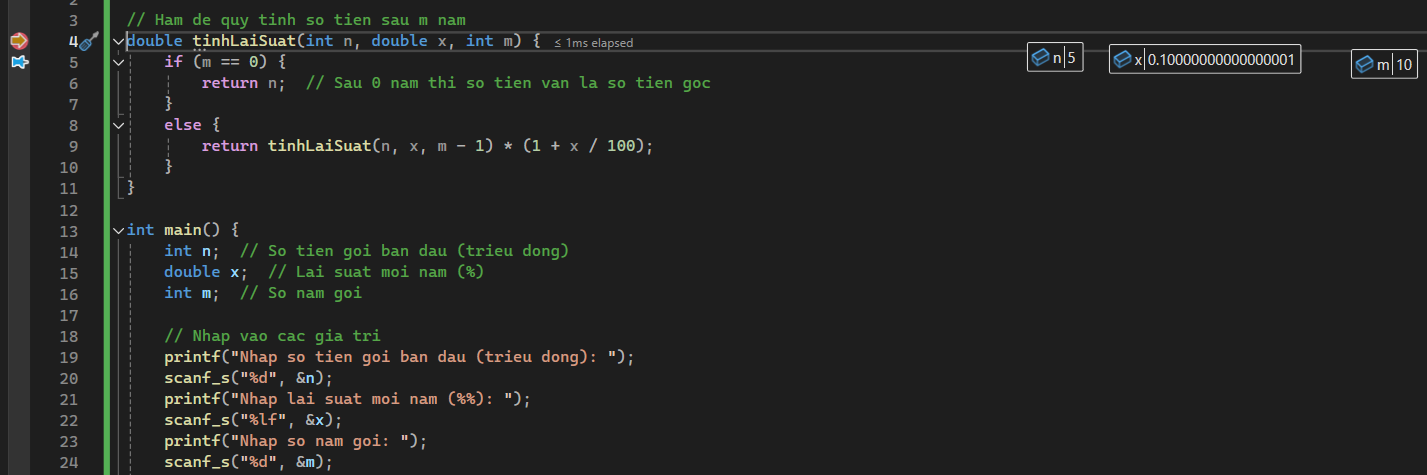 2
3 // Ham de quy tinh so tien sau m nam
4 double tinhLaiSuat(int n, double x, int m) { ≤ 1ms elapsed n 5 x 0.10000000000000001 m 10
5 if (m == 0) {
6 return n; // Sau 0 nam thi so tien van la so tien goc
7 }
8 else {
9 return tinhLaiSuat(n, x, m - 1) * (1 + x / 100);
10 }
11 }
12
13 int main() {
14 int n; // So tien goi ban dau (trieu dong)
15 double x; // Lai suat moi nam (%)
16 int m; // So nam goi
17
18 // Nhap vao cac gia tri
19 printf("Nhap so tien goi ban dau (trieu dong): ");
20 scanf_s("%d", &n);
21 printf("Nhap lai suat moi nam (%%): ");
22 scanf_s("%lf", &x);
23 printf("Nhap so nam goi: ");
24 scanf_s("%d", &m);